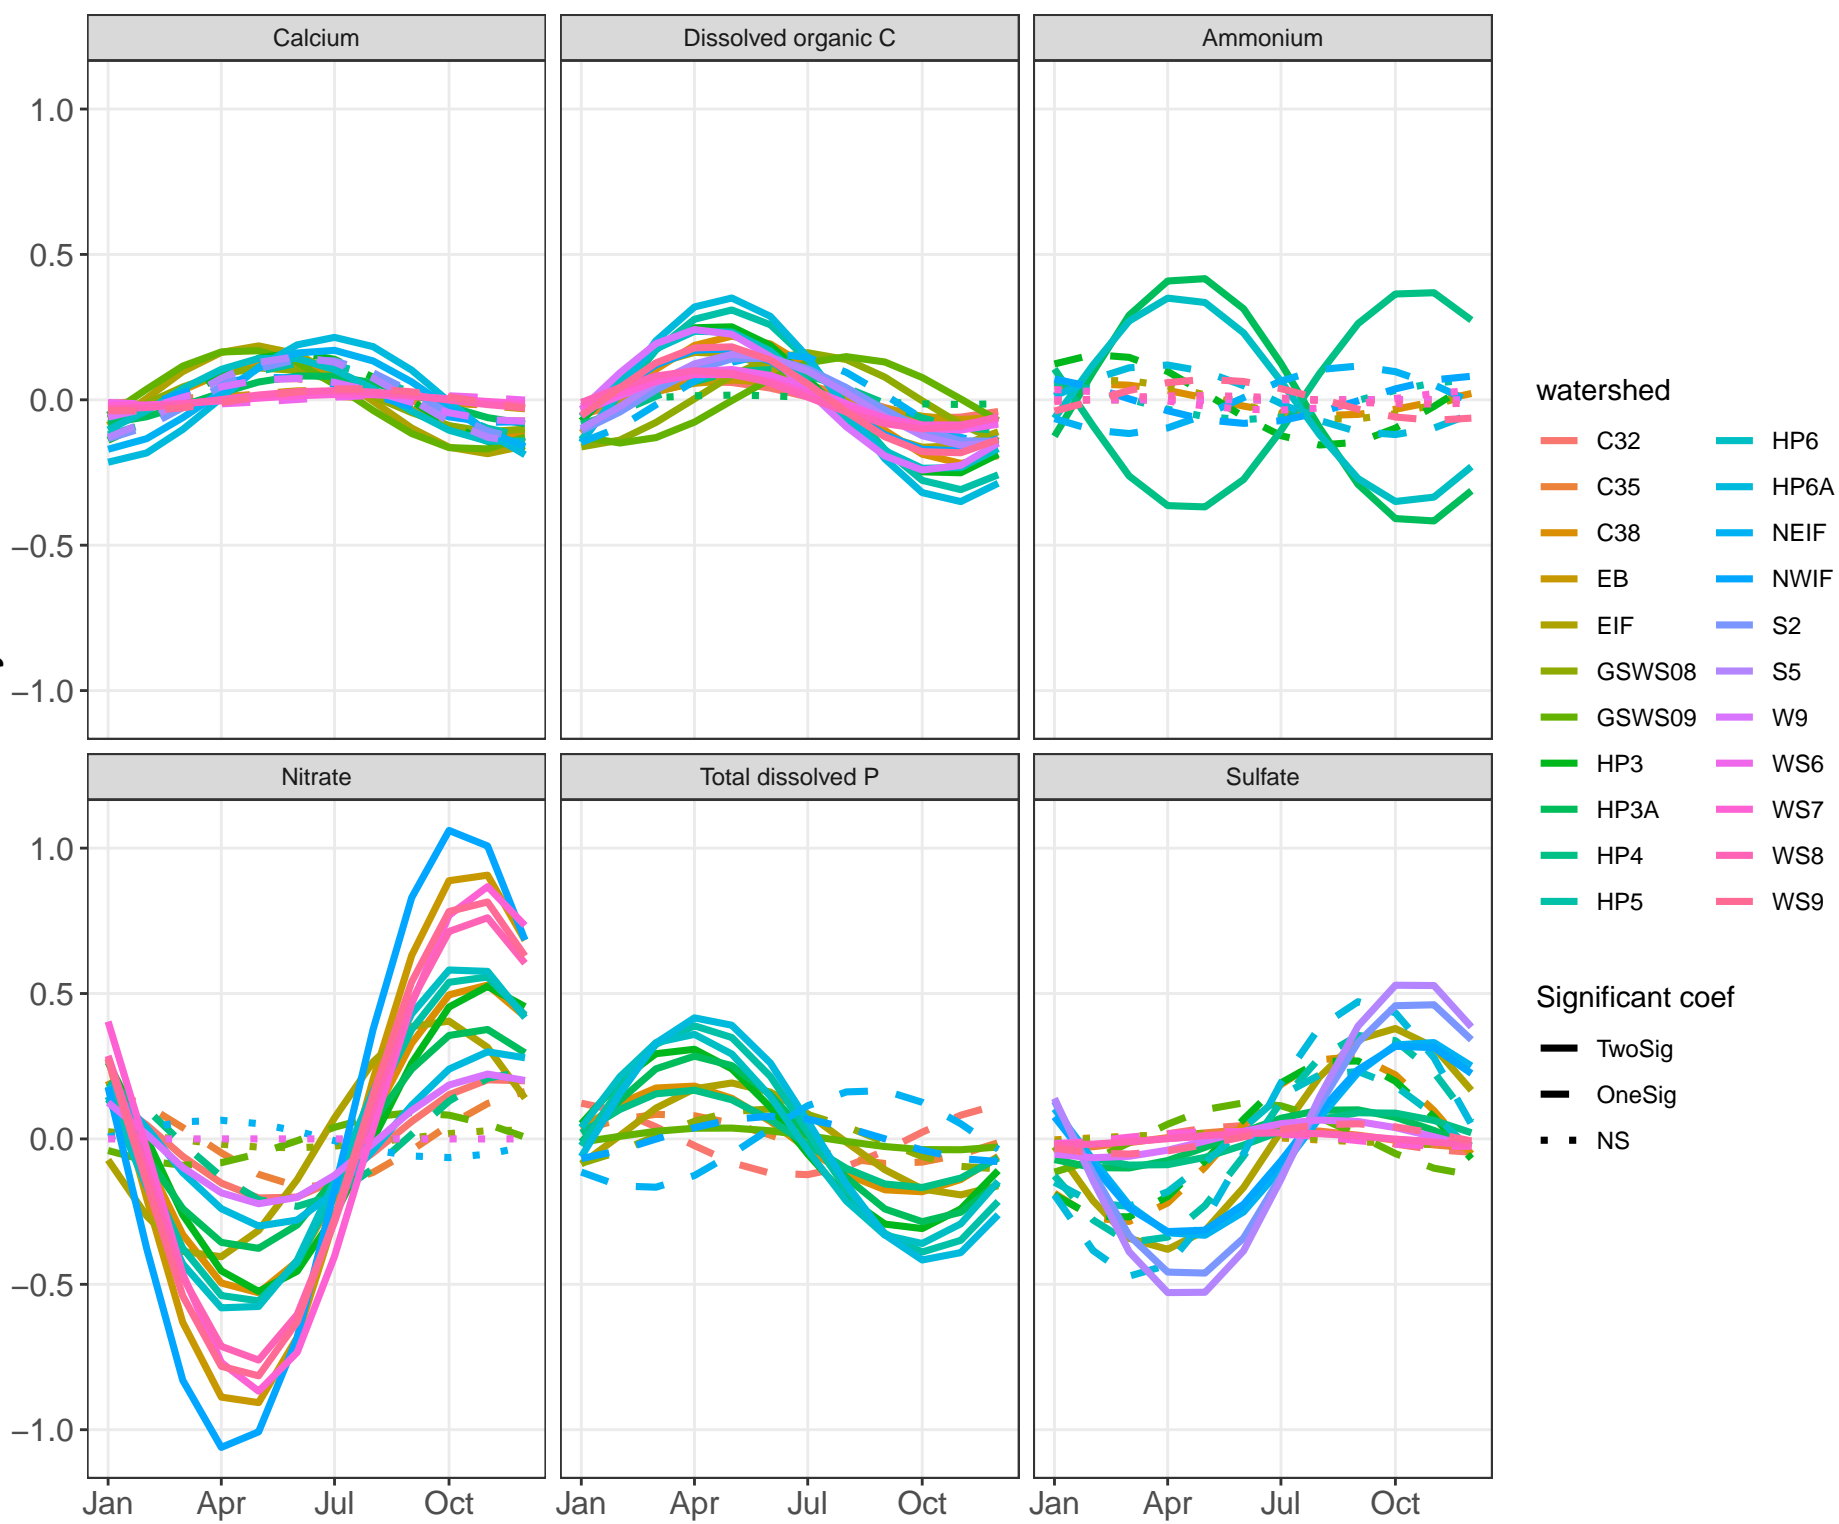 Calcium
Dissolved organic C
Ammonium
1.0
0.5
0.0
−0.5
−1.0
Nitrate
Total dissolved P
Sulfate
1.0
0.5
0.0
−0.5
−1.0
Jan Apr Jul Oct
Jan Apr Jul Oct
Jan Apr Jul Oct
watershed
C32
C35
C38
EB
EIF
GSWS08
GSWS09
HP3
HP3A
HP4
HP5
HP6
HP6A
NEIF
NWIF
S2
S5
W9
WS6
WS7
WS8
WS9
Significant coef
TwoSig
OneSig
NS